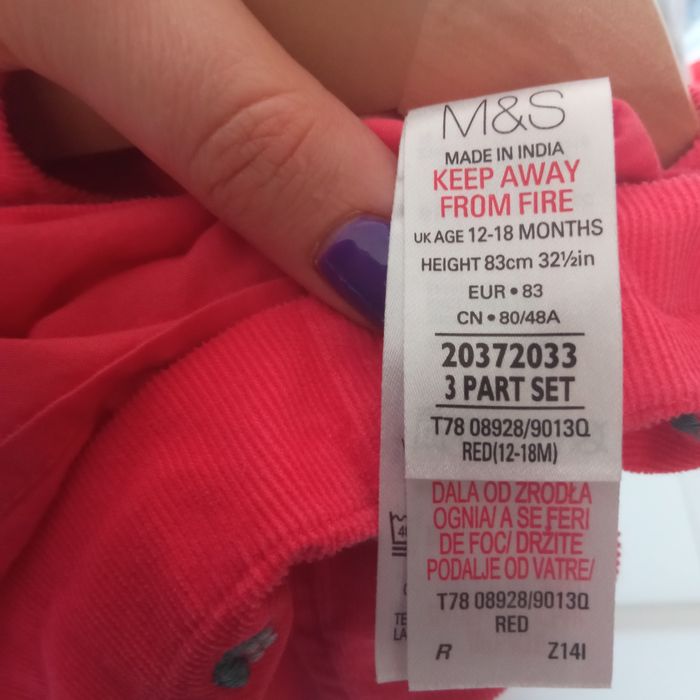 M&S
MADE IN INDIA
KEEP AWAY
FROM FIRE
UK AGE 12-18 MONTHS
HEIGHT 83cm 32½in
EUR • 83
CN • 80/48A
20372033
3 PART SET
T78 08928/9013Q
RED(12-18M)
DALA OD ZRODŁA
OGNIA/ A SE FERI
DE FOC/ DRŽITE
PODALJE OD VATRE/
T78 08928/9013Q
RED
R Z14I